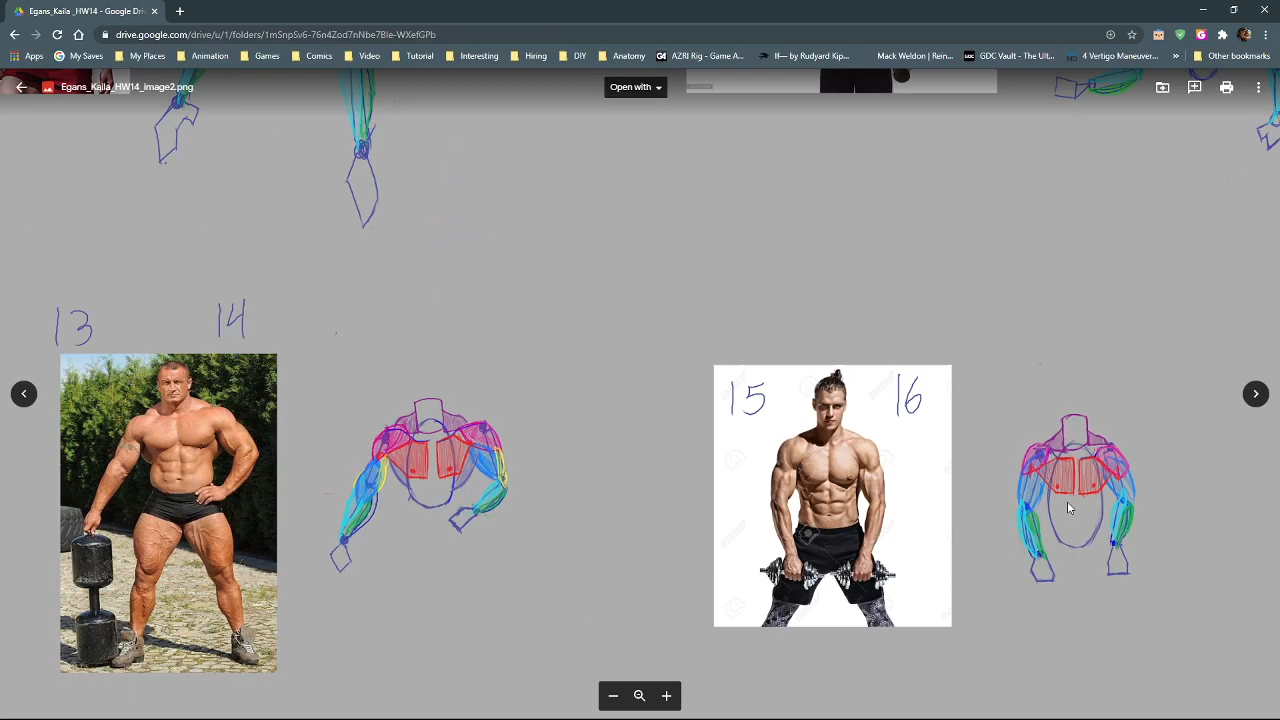 Egans_Kaila_HW14 - Google Driv
drive.google.com/drive/u/1/folders/1mSnpSv6-76n4Zod7nNbe7Ble-WXefGPb
Apps My Saves My Places Animation Games Comics Video Tutorial Interesting Hiring DIY Anatomy AZRI Rig - Game A... If— by Rudyard Kip... Mack Weldon | Rein... GDC Vault - The Ult... 4 Vertigo Maneuver... Other bookmarks
Egans_Kaila_HW14_Image2.png Open with
13 14
15 16